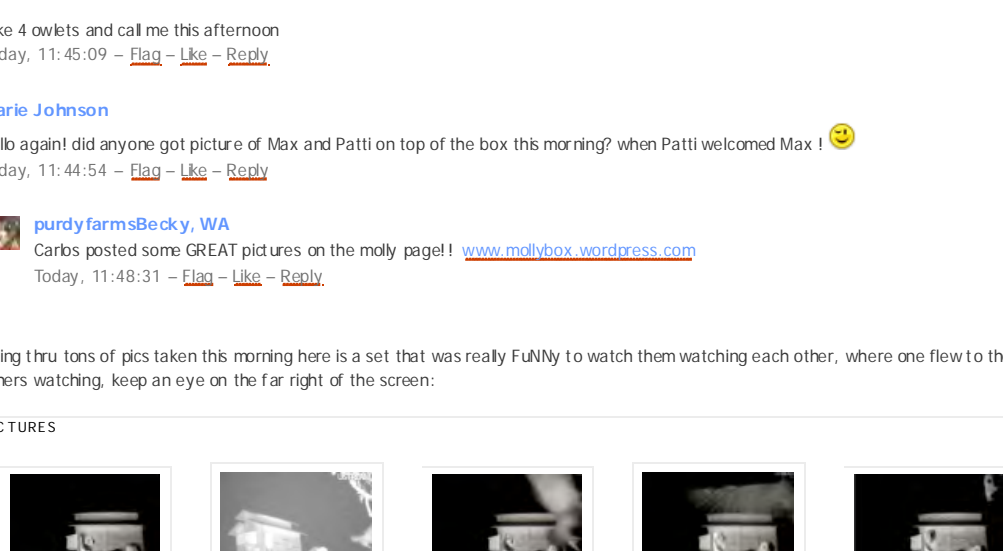 ke 4 owlets and call me this afternoon
day, 11:45:09 – Flag – Like – Reply
arie Johnson
llo again! did anyone got picture of Max and Patti on top of the box this morning? when Patti welcomed Max !
day, 11:44:54 – Flag – Like – Reply
purdyfarmsBecky, WA
Carlos posted some GREAT pictures on the molly page!! www.mollybox.wordpress.com
Today, 11:48:31 – Flag – Like – Reply
ing thru tons of pics taken this morning here is a set that was really FuNNy to watch them watching each other, where one flew to th
hers watching, keep an eye on the far right of the screen:
CTURES